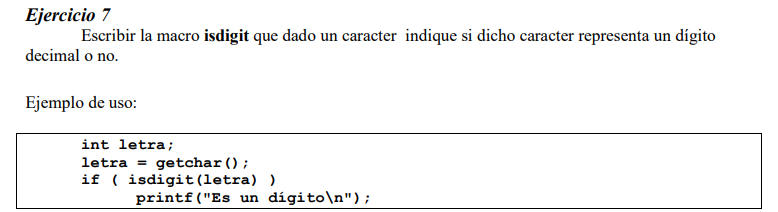 Ejercicio 7
Escribir la macro isdigit que dado un caracter indique si dicho caracter representa un dígito
decimal o no.
Ejemplo de uso:
int letra;
letra = getchar();
if ( isdigit(letra) )
printf("Es un dígito\n");